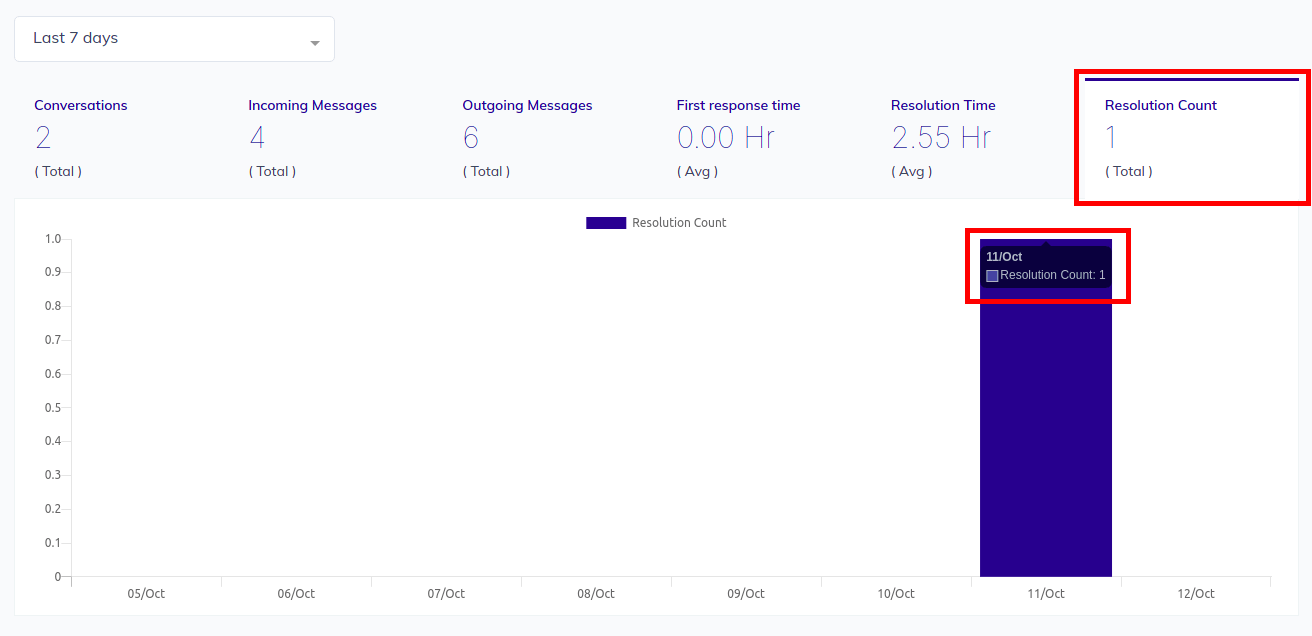 Last 7 days
Conversations
2
( Total )
Incoming Messages
4
( Total )
Outgoing Messages
6
( Total )
First response time
0.00 Hr
( Avg )
Resolution Time
2.55 Hr
( Avg )
Resolution Count
1
( Total )
Resolution Count
1.0
0.9
0.8
0.7
0.6
0.5
0.4
0.3
0.2
0.1
0
11/Oct
Resolution Count: 1
05/Oct
06/Oct
07/Oct
08/Oct
09/Oct
10/Oct
11/Oct
12/Oct